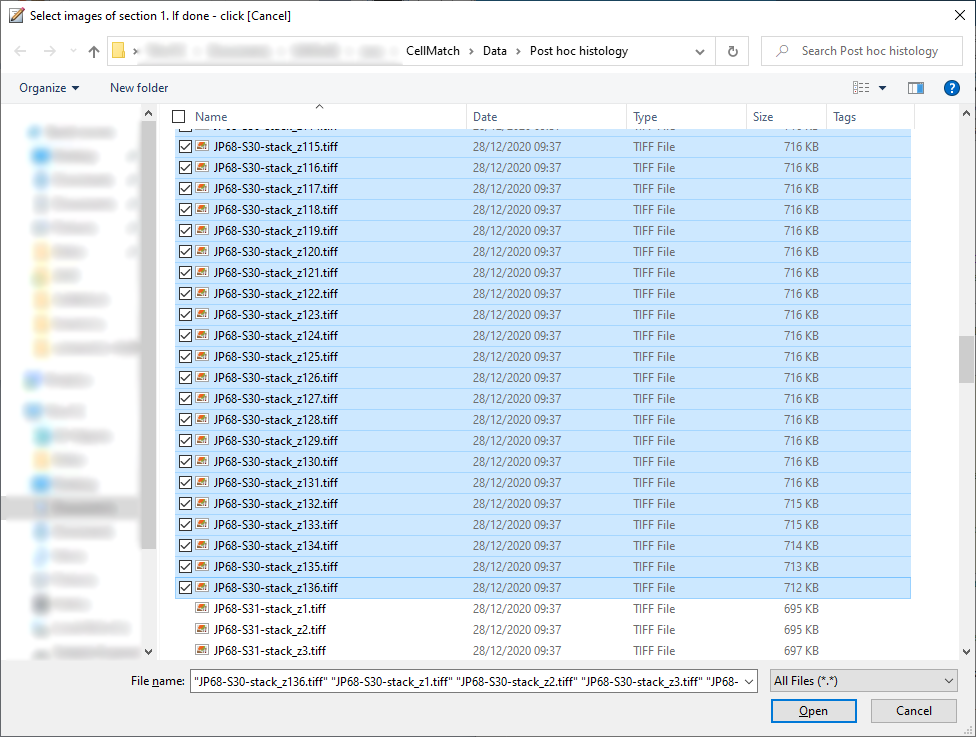 Select images of section 1. If done - click [Cancel]
CellMatch > Data > Post hoc histology
Search Post hoc histology
Organize New folder
?
Name Date Type Size Tags
JP68-S30-stack_z115.tiff 28/12/2020 09:37 TIFF File 716 KB
JP68-S30-stack_z116.tiff 28/12/2020 09:37 TIFF File 716 KB
JP68-S30-stack_z117.tiff 28/12/2020 09:37 TIFF File 716 KB
JP68-S30-stack_z118.tiff 28/12/2020 09:37 TIFF File 716 KB
JP68-S30-stack_z119.tiff 28/12/2020 09:37 TIFF File 716 KB
JP68-S30-stack_z120.tiff 28/12/2020 09:37 TIFF File 716 KB
JP68-S30-stack_z121.tiff 28/12/2020 09:37 TIFF File 716 KB
JP68-S30-stack_z122.tiff 28/12/2020 09:37 TIFF File 716 KB
JP68-S30-stack_z123.tiff 28/12/2020 09:37 TIFF File 716 KB
JP68-S30-stack_z124.tiff 28/12/2020 09:37 TIFF File 716 KB
JP68-S30-stack_z125.tiff 28/12/2020 09:37 TIFF File 716 KB
JP68-S30-stack_z126.tiff 28/12/2020 09:37 TIFF File 716 KB
JP68-S30-stack_z127.tiff 28/12/2020 09:37 TIFF File 716 KB
JP68-S30-stack_z128.tiff 28/12/2020 09:37 TIFF File 716 KB
JP68-S30-stack_z129.tiff 28/12/2020 09:37 TIFF File 716 KB
JP68-S30-stack_z130.tiff 28/12/2020 09:37 TIFF File 716 KB
JP68-S30-stack_z131.tiff 28/12/2020 09:37 TIFF File 716 KB
JP68-S30-stack_z132.tiff 28/12/2020 09:37 TIFF File 715 KB
JP68-S30-stack_z133.tiff 28/12/2020 09:37 TIFF File 715 KB
JP68-S30-stack_z134.tiff 28/12/2020 09:37 TIFF File 714 KB
JP68-S30-stack_z135.tiff 28/12/2020 09:37 TIFF File 713 KB
JP68-S30-stack_z136.tiff 28/12/2020 09:37 TIFF File 712 KB
JP68-S31-stack_z1.tiff 28/12/2020 09:37 TIFF File 695 KB
JP68-S31-stack_z2.tiff 28/12/2020 09:37 TIFF File 695 KB
JP68-S31-stack_z3.tiff 28/12/2020 09:37 TIFF File 697 KB
File name: "JP68-S30-stack_z136.tiff" "JP68-S30-stack_z1.tiff" "JP68-S30-stack_z2.tiff" "JP68-S30-stack_z3.tiff" "JP68- All Files (*.*)
Open Cancel